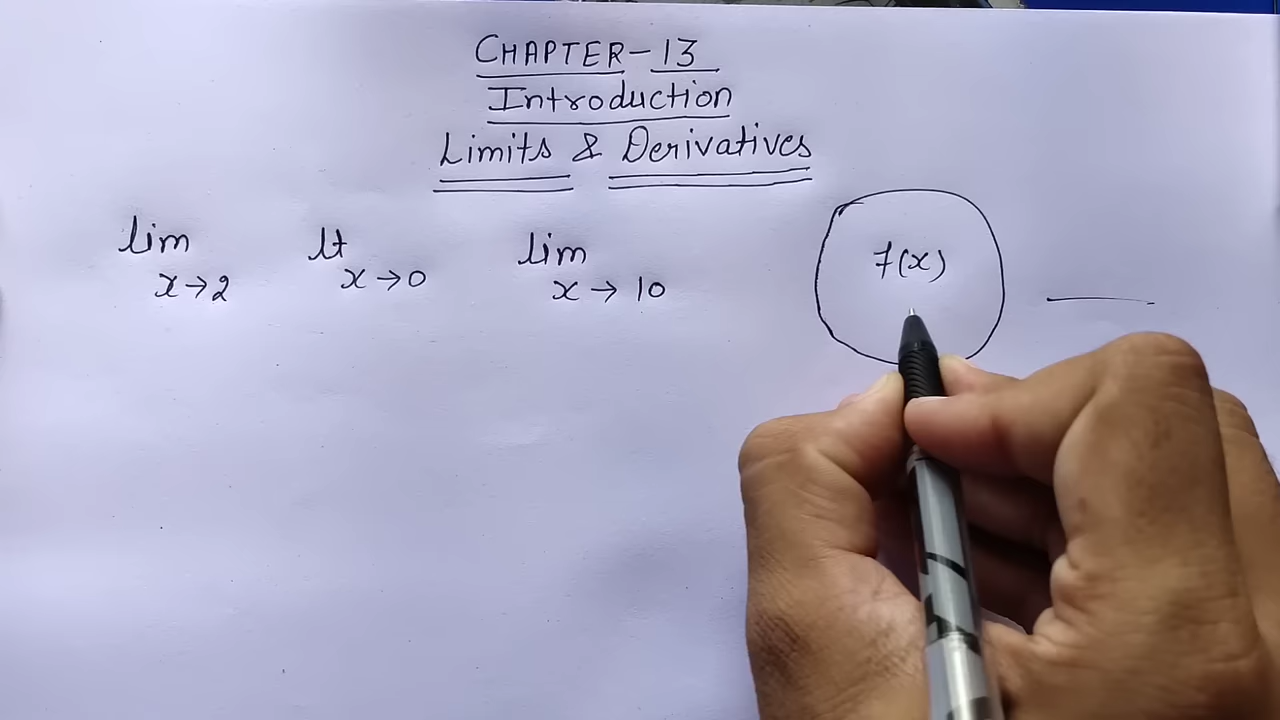 CHAPTER-13
Introduction
Limits & Derivatives
lim x→2 lt x→0 lim x→10 f(x)